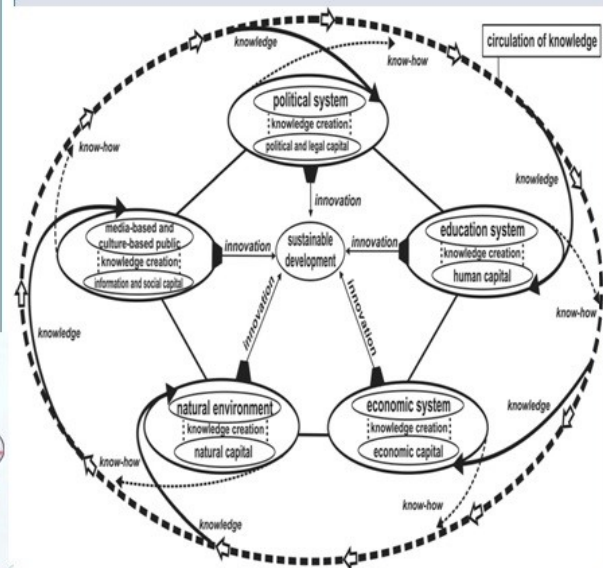 circulation of knowledge
knowledge
know-how
political system
knowledge creation
political and legal capital
innovation
know-how
knowledge
media-based and
culture-based public
knowledge creation
information and social capital
innovation
sustainable
development
innovation
education system
knowledge creation
human capital
know-how
knowledge
innovation
innovation
natural environment
knowledge creation
natural capital
economic system
knowledge creation
economic capital
knowledge
know-how
know-how
knowledge